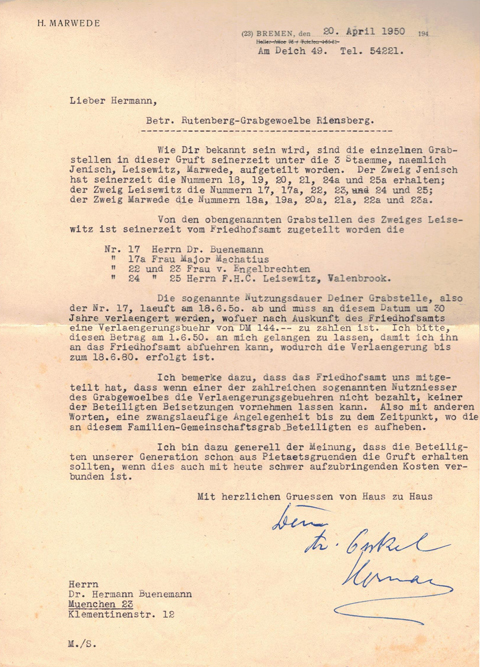 H. MARWEDE
(23) BREMEN, den 20. April 1950 194
Am Deich 49. Tel. 54221.
Lieber Hermann,
Betr. Rutenberg-Grabgewoelbe Riensberg.
Wie Dir bekannt sein wird, sind die einzelnen Grab-
stellen in dieser Gruft seinerzeit unter die 3 Staemme, naemlich
Jenisch, Leisewitz, Marwede, aufgeteilt worden. Der Zweig Jenisch
hat seinerzeit die Nummern 18, 19, 20, 21, 24a und 25a erhalten;
der Zweig Leisewitz die Nummern 17, 17a, 22, 23, und 24 und 25;
der Zweig Marwede die Nummern 18a, 19a, 20a, 21a, 22a und 23a.
Von den obengenannten Grabstellen des Zweiges Leise-
witz ist seinerzeit vom Friedhofsamt zugeteilt worden die
Nr. 17 Herrn Dr. Buenemann
" 17a Frau Major Mechatius
" 22 und 23 Frau v. Engelbrechten
" 24 " 25 Herrn F.H.C. Leisewitz, Walenbrook.
Die sogenannte Nutzungsdauer Deiner Grabstelle, also
der Nr. 17, laeuft am 18.6.50. ab und muss an diesem Datum um 30
Jahre verlaengert werden, wofuer nach Auskunft des Friedhofsamts
eine Verlaengerungsbuehr von DM 144.-- zu zahlen ist. Ich bitte,
diesen Betrag am 1.6.50. an mich gelangen zu lassen, damit ich ihn
an das Friedhofsamt abfuehren kann, wodurch die Verlaengerung bis
zum 18.6.80. erfolgt ist.
Ich bemerke dazu, dass das Friedhofsamt uns mitge-
teilt hat, dass wenn einer der zahlreichen sogenannten Nutzniesser
des Grabgewoelbes die Verlaengerungsgebuehren nicht bezahlt, keiner
der Beteiligten Beisetzungen vornehmen lassen kann. Also mit anderen
Worten, eine zwangslaeufige Angelegenheit bis zu dem Zeitpunkt, wo die
an diesem Familien-Gemeinschaftsgrab Beteiligten es aufheben.
Ich bin dazu generell der Meinung, dass die Beteilig-
ten unserer Generation schon aus Pietaetsgruenden die Gruft erhalten
sollten, wenn dies auch mit heute schwer aufzubringenden Kosten ver-
bunden ist.
Mit herzlichen Gruessen von Haus zu Haus
Dein
tr. Onkel
Herman
Herrn
Dr. Hermann Buenemann
Muenchen 23
Klementinenstr. 12
M./S.